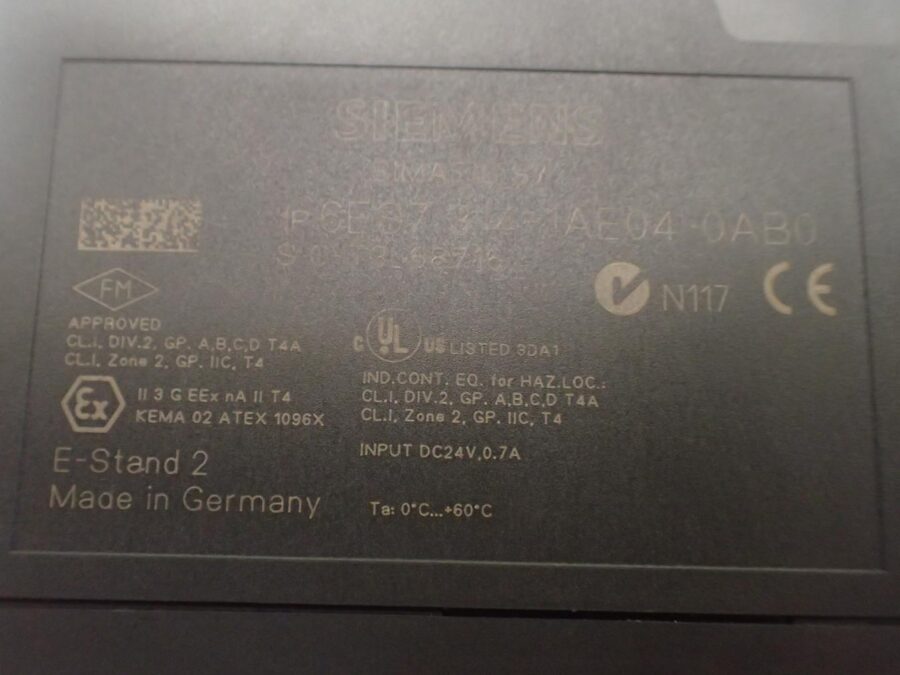 SIEMENS
SIMATIC S7
AE04-0AB0
N117
CE
FM
APPROVED
CL.I, DIV.2, GP. A,B,C,D T4A
CL.I, Zone 2, GP. IIC, T4
Ex
II 3 G EEx nA II T4
KEMA 02 ATEX 1096X
E-Stand 2
Made in Germany
c UL US LISTED 3DA1
IND.CONT. EQ. for HAZ.LOC.:
CL.I, DIV.2, GP. A,B,C,D T4A
CL.I, Zone 2, GP. IIC, T4
INPUT DC24V,0.7A
Ta: 0°C...+60°C